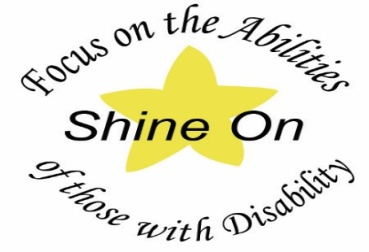 Focus on the Abilities
Shine On
of those with Disability